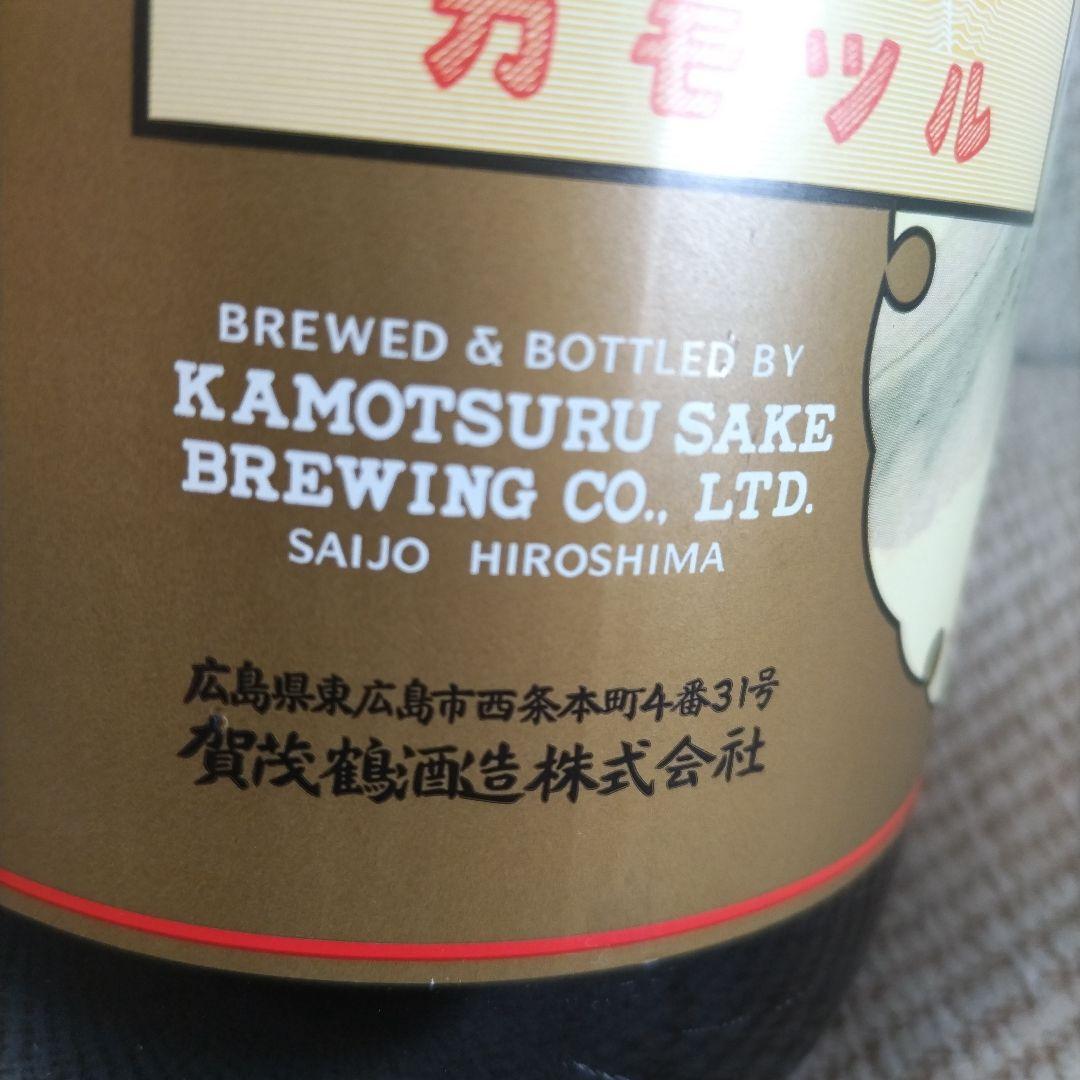 カモツル
BREWED & BOTTLED BY
KAMOTSURU SAKE
BREWING CO., LTD.
SAIJO HIROSHIMA
広島県東広島市西条本町4番31号
賀茂鶴酒造株式会社